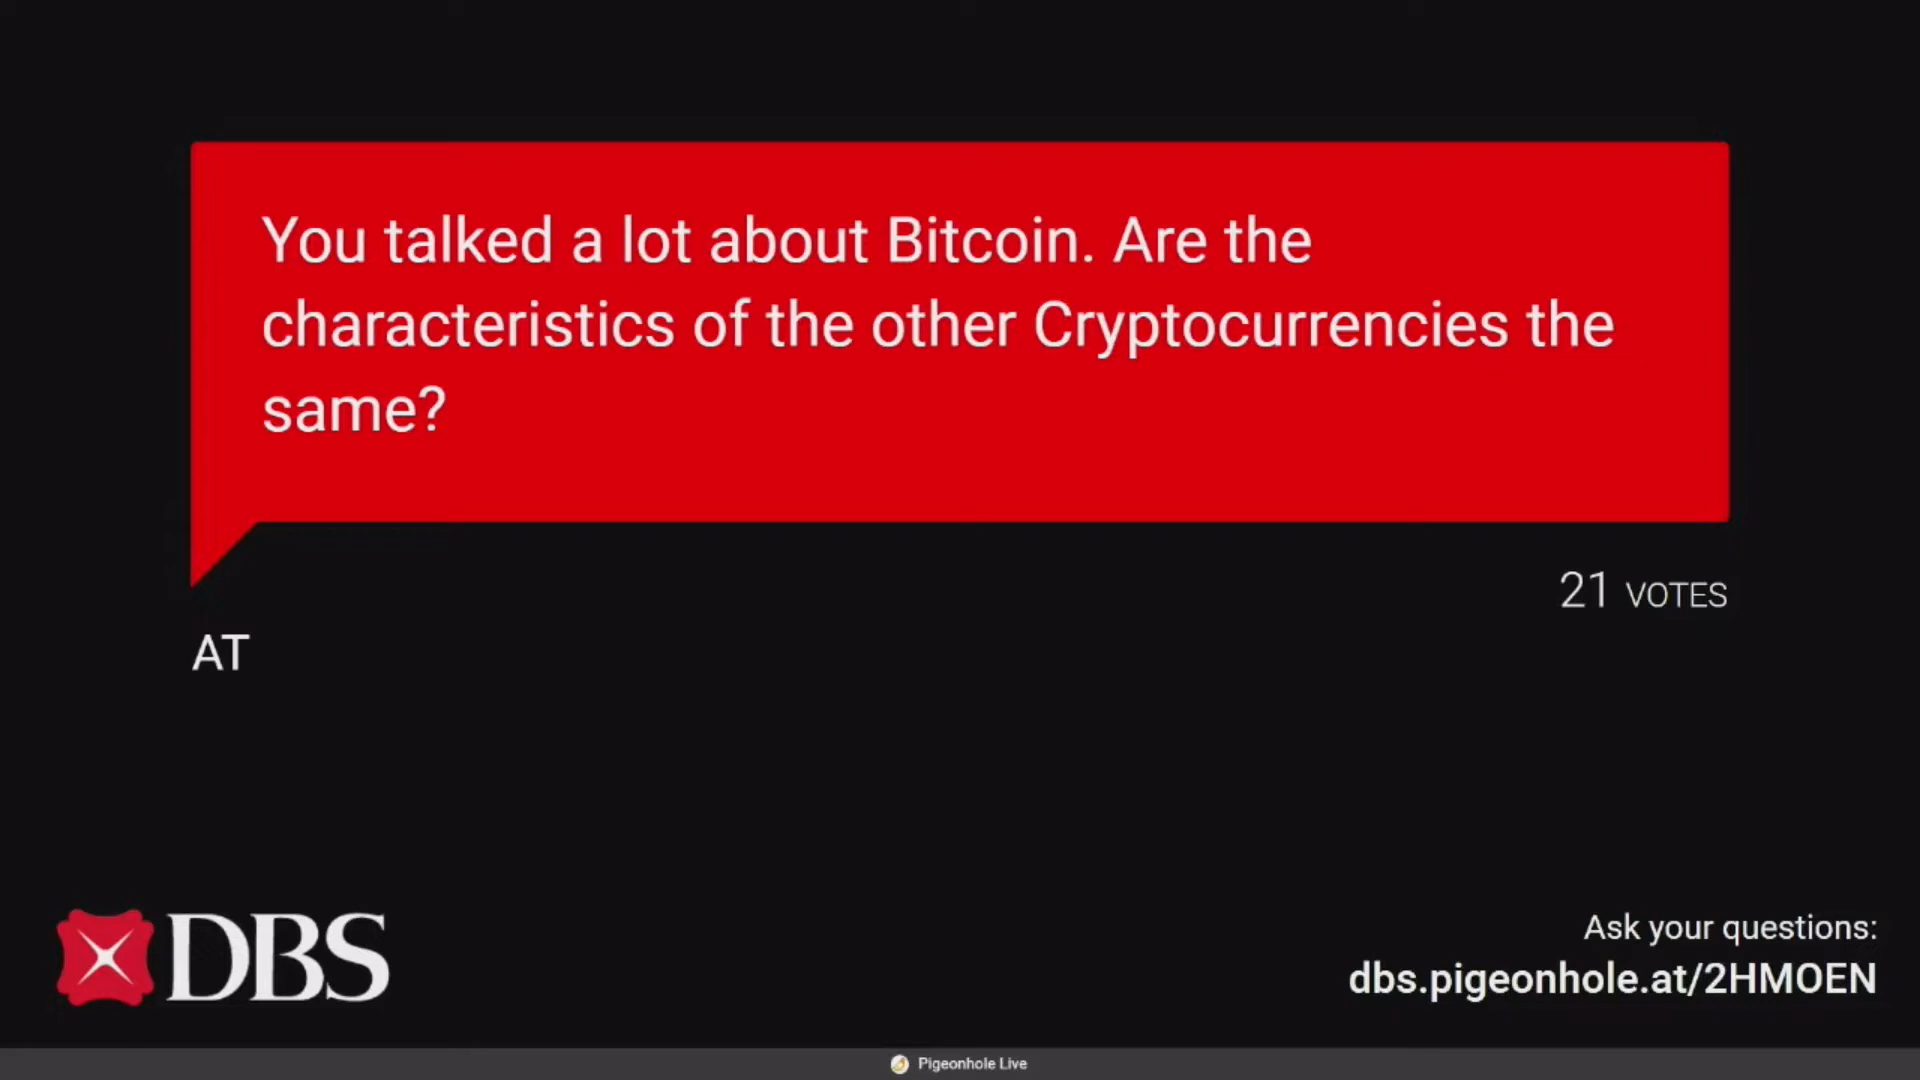 You talked a lot about Bitcoin. Are the
characteristics of the other Cryptocurrencies the
same?
21 VOTES
AT
DBS
Ask your questions:
dbs.pigeonhole.at/2HMOEN
Pigeonhole Live